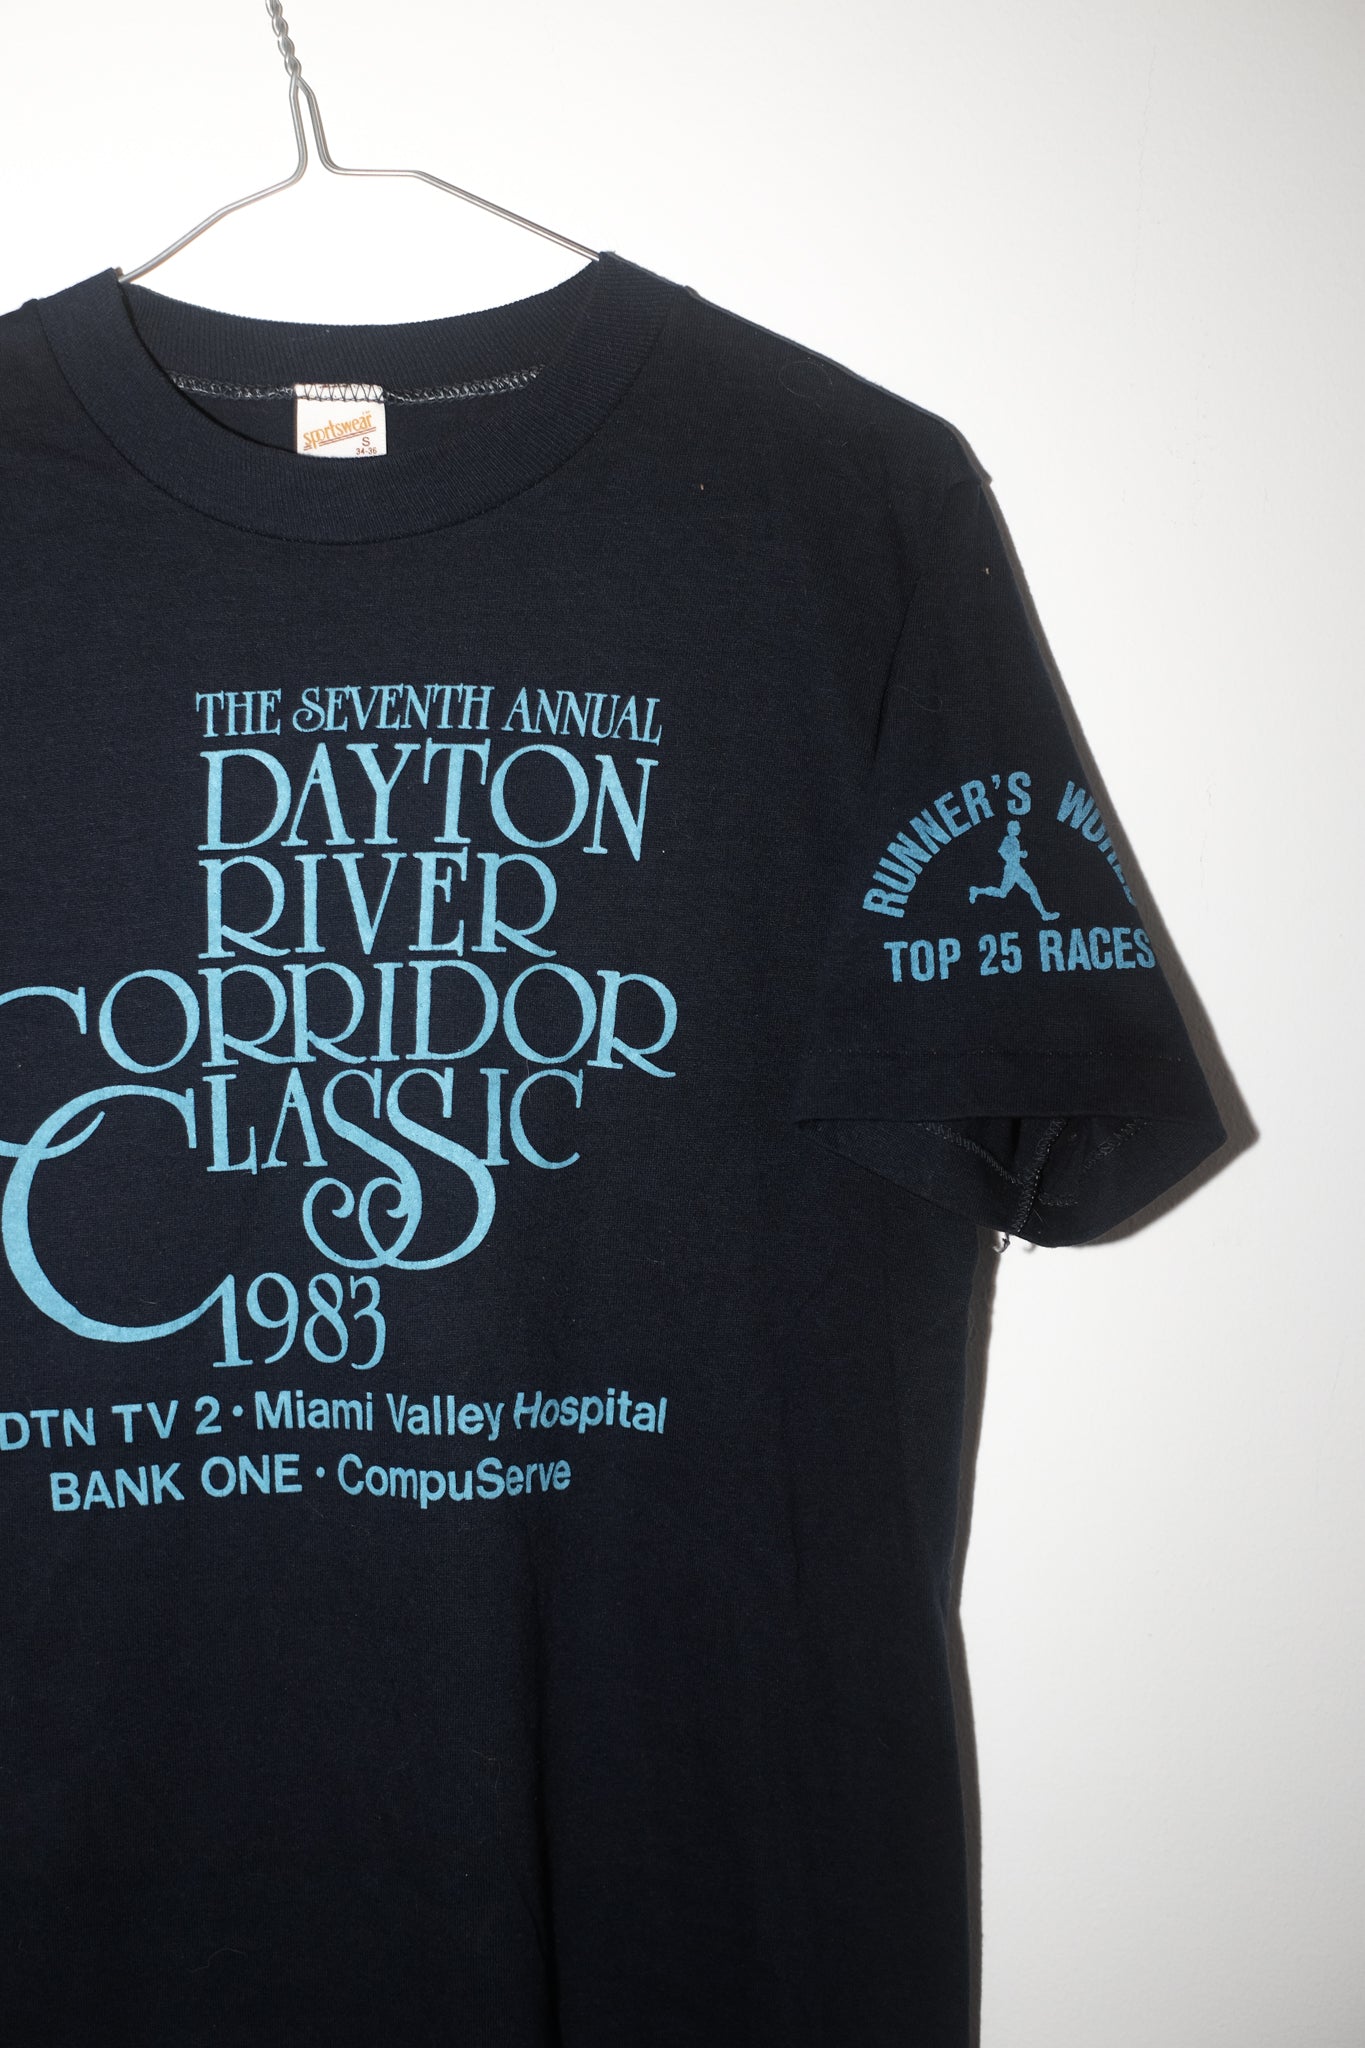 sportswear
S
34-36
THE SEVENTH ANNUAL
DAYTON
RIVER
CORRIDOR
CLASSIC
1983
DTN TV 2 • Miami Valley Hospital
BANK ONE • CompuServe
RUNNER'S
TOP 25 RACES